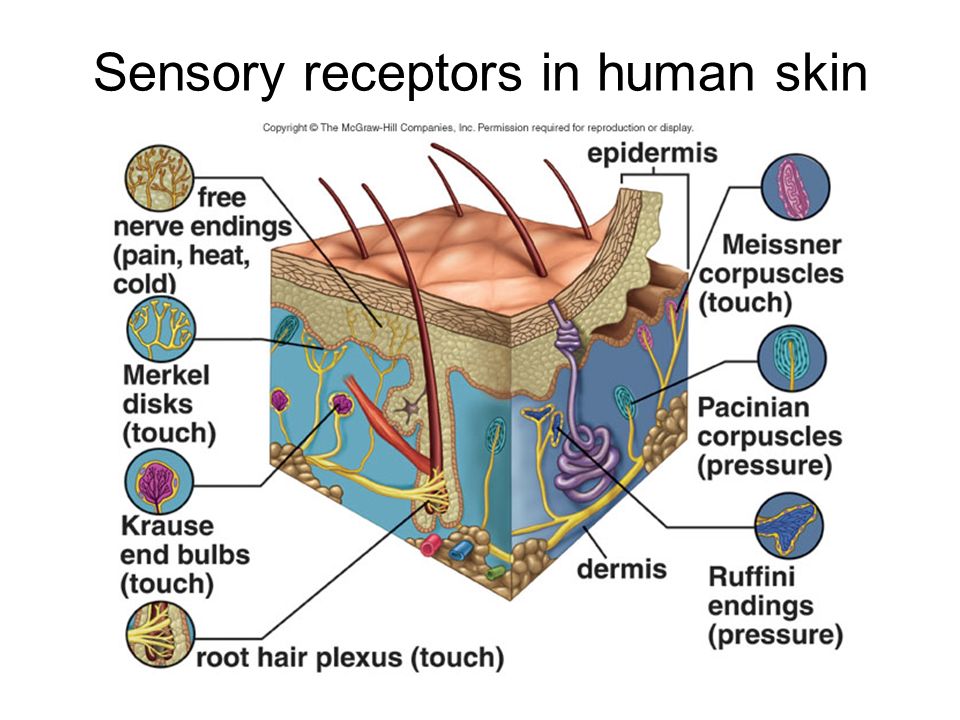 Sensory receptors in human skin
Copyright © The McGraw-Hill Companies, Inc. Permission required for reproduction or display.
epidermis
free
nerve endings
(pain, heat,
cold)
Merkel
disks
(touch)
Krause
end bulbs
(touch)
root hair plexus (touch)
Meissner
corpuscles
(touch)
Pacinian
corpuscles
(pressure)
Ruffini
endings
(pressure)
dermis